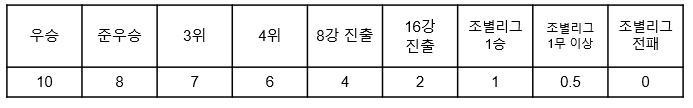 우승 준우승 3위 4위 8강 진출 16강 진출 조별리그 1승 조별리그 1무 이상 조별리그 전패
10 8 7 6 4 2 1 0.5 0